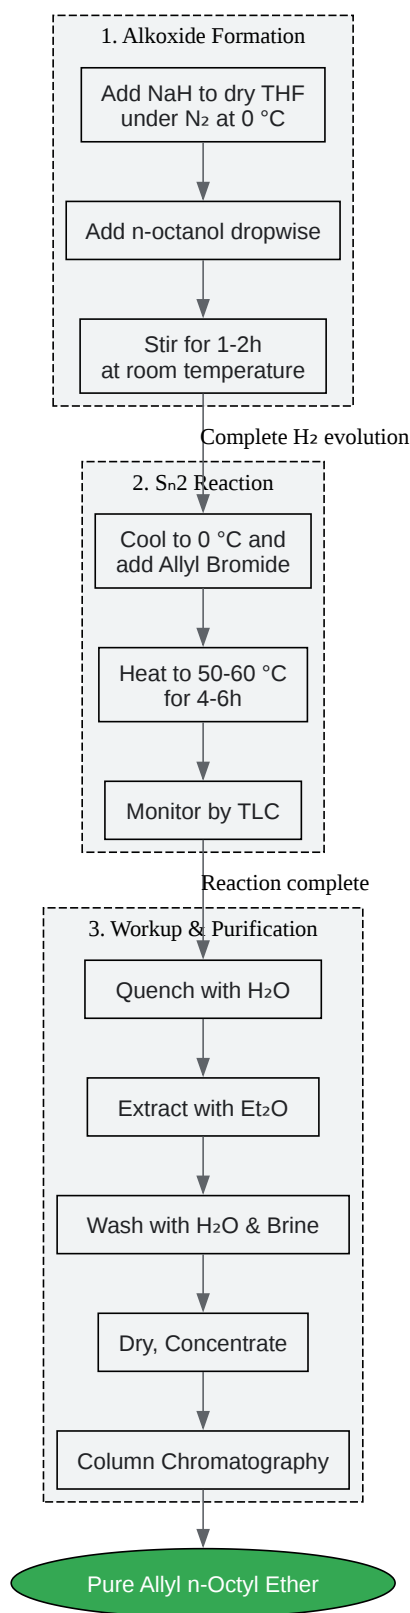 1. Alkoxide Formation
Add NaH to dry THF
under N₂ at 0 °C
Add n-octanol dropwise
Stir for 1-2h
at room temperature
Complete H₂ evolution
2. Sₙ2 Reaction
Cool to 0 °C and
add Allyl Bromide
Heat to 50-60 °C
for 4-6h
Monitor by TLC
Reaction complete
3. Workup & Purification
Quench with H₂O
Extract with Et₂O
Wash with H₂O & Brine
Dry, Concentrate
Column Chromatography
Pure Allyl n-Octyl Ether